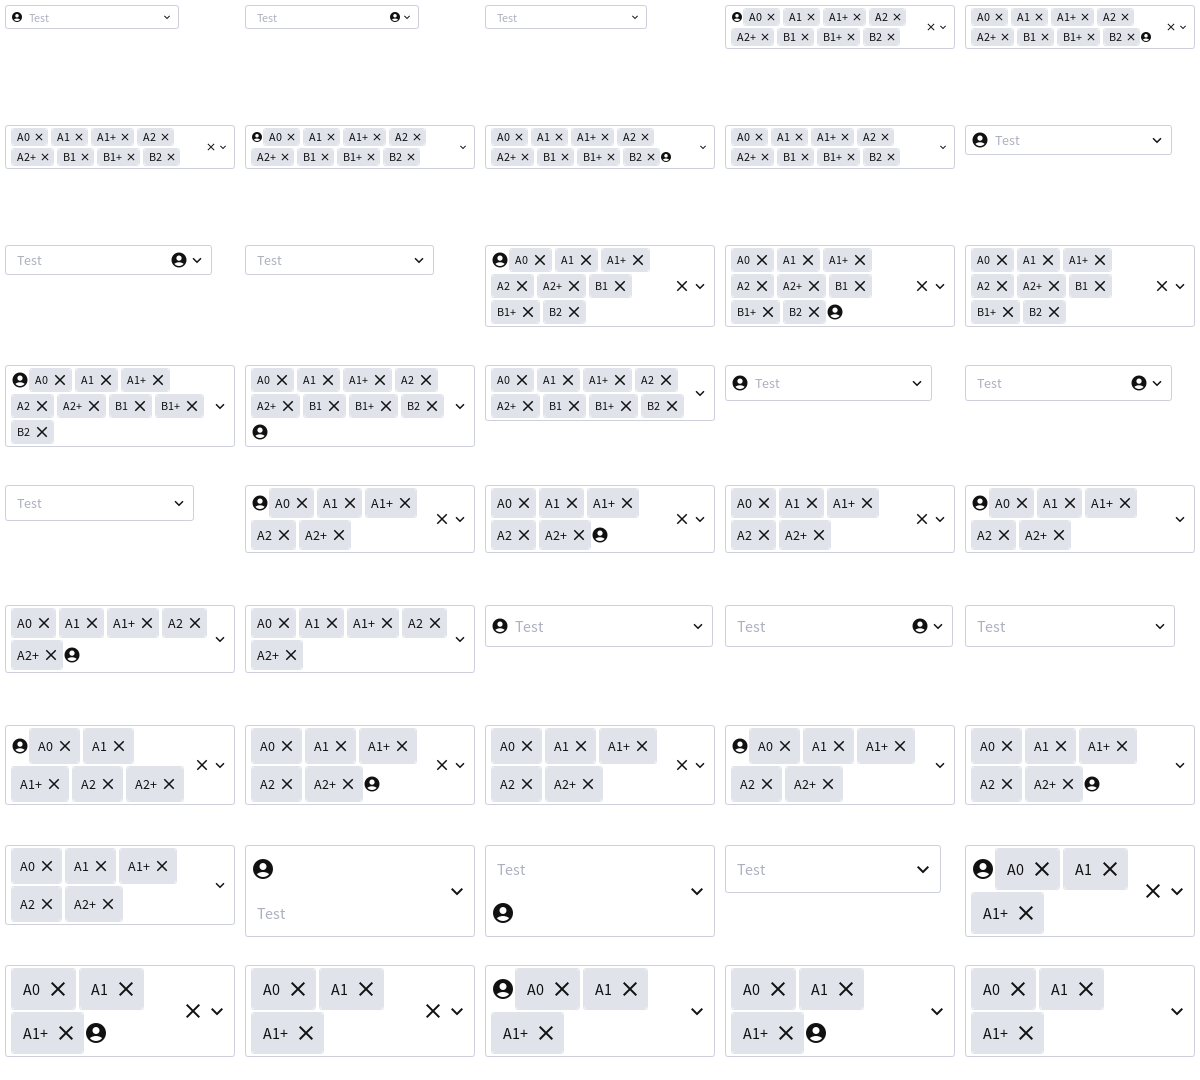 Test
Test
Test
A0 A1 A1+ A2
A2+ B1 B1+ B2
A0 A1 A1+ A2
A2+ B1 B1+ B2
A0 A1 A1+ A2
A2+ B1 B1+ B2
A0 A1 A1+ A2
A2+ B1 B1+ B2
A0 A1 A1+ A2
A2+ B1 B1+ B2
A0 A1 A1+ A2
A2+ B1 B1+ B2
Test
Test
Test
A0 A1 A1+
A2 A2+ B1
B1+ B2
A0 A1 A1+
A2 A2+ B1
B1+ B2
A0 A1 A1+
A2 A2+ B1
B1+ B2
A0 A1 A1+
A2 A2+ B1 B1+
B2
A0 A1 A1+ A2
A2+ B1 B1+ B2
A0 A1 A1+ A2
A2+ B1 B1+ B2
Test
Test
Test
A0 A1 A1+
A2 A2+
A0 A1 A1+
A2 A2+
A0 A1 A1+
A2 A2+
A0 A1 A1+
A2 A2+
A0 A1 A1+ A2
A2+
A0 A1 A1+ A2
A2+
Test
Test
Test
A0 A1
A1+ A2 A2+
A0 A1 A1+
A2 A2+
A0 A1 A1+
A2 A2+
A0 A1 A1+
A2 A2+
A0 A1 A1+
A2 A2+
A0 A1 A1+
A2 A2+
Test
Test
Test
A0 A1
A1+
A0 A1
A1+
A0 A1
A1+
A0 A1
A1+
A0 A1
A1+
A0 A1
A1+